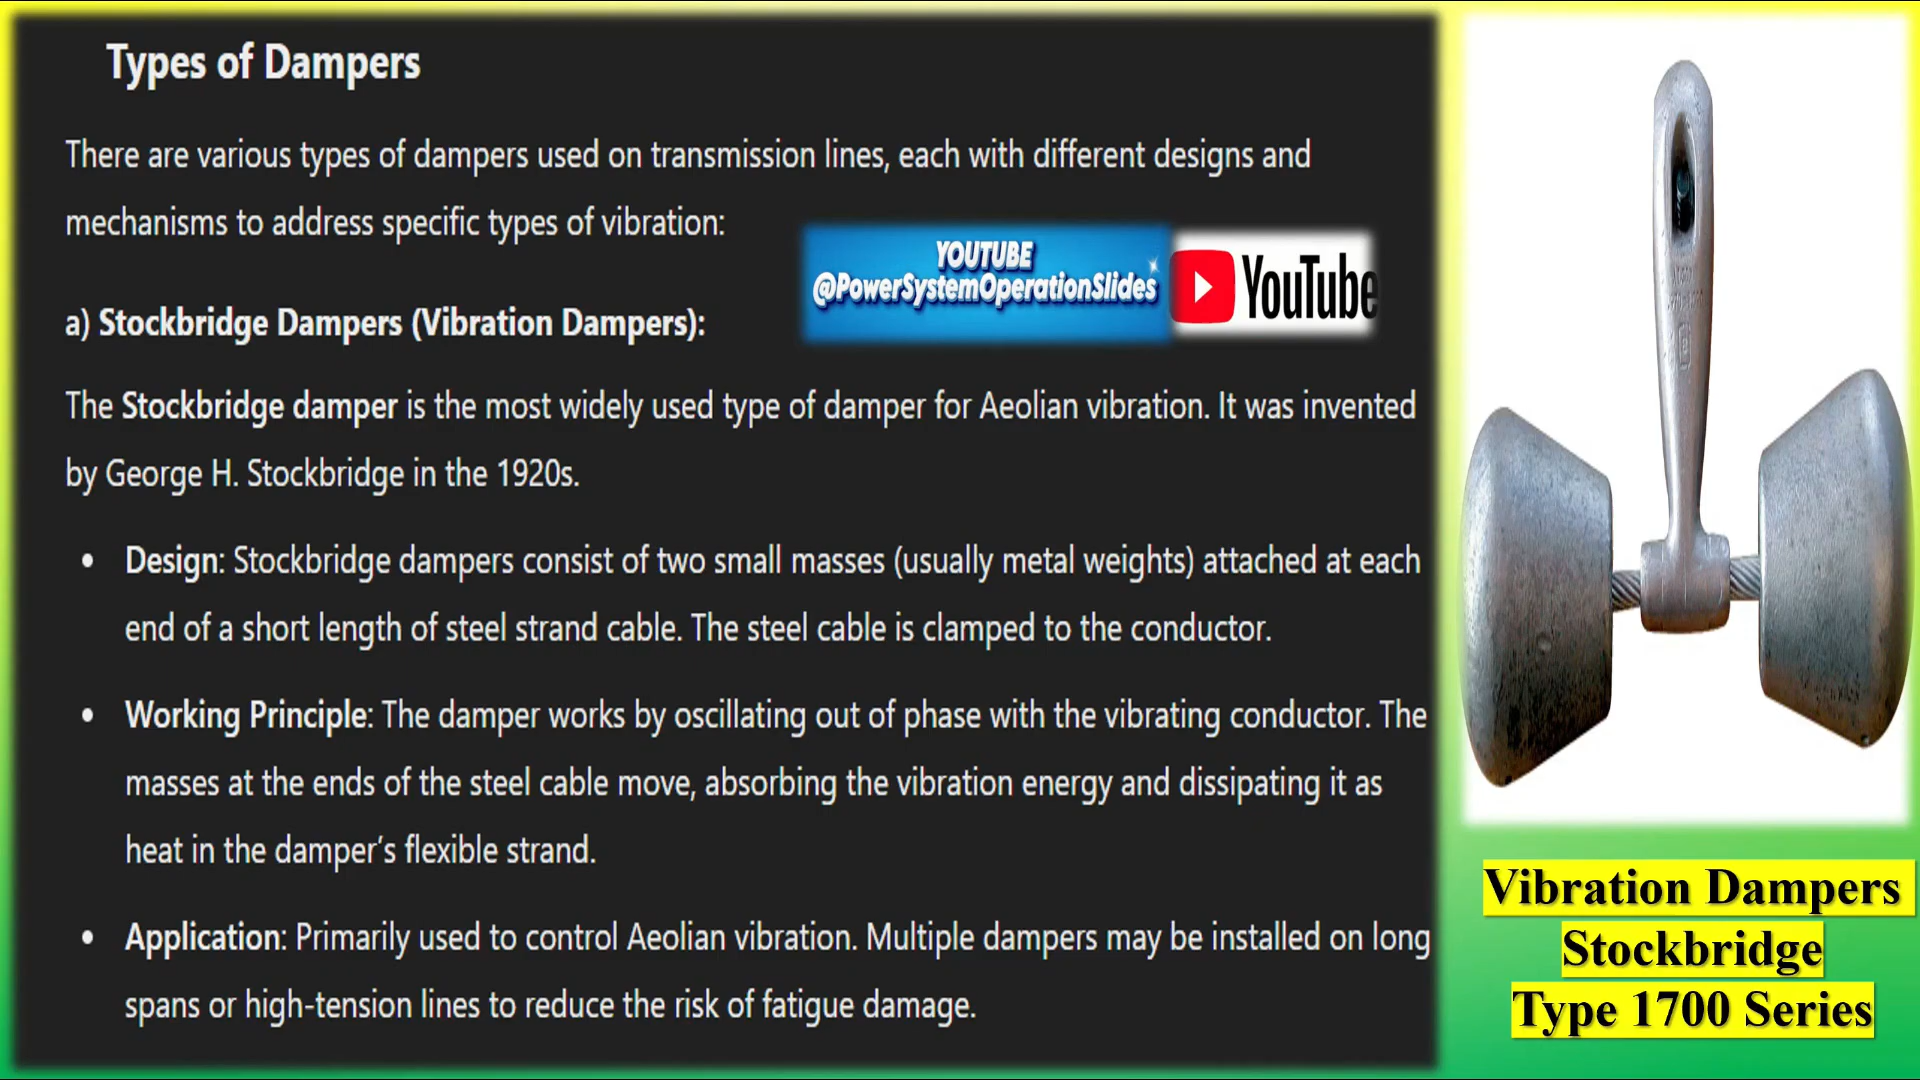 Types of Dampers
There are various types of dampers used on transmission lines, each with different designs and
mechanisms to address specific types of vibration:
YOUTUBE
@PowerSystemOperationSlides
YouTube
a) Stockbridge Dampers (Vibration Dampers):
The Stockbridge damper is the most widely used type of damper for Aeolian vibration. It was invented
by George H. Stockbridge in the 1920s.
• Design: Stockbridge dampers consist of two small masses (usually metal weights) attached at each
end of a short length of steel strand cable. The steel cable is clamped to the conductor.
• Working Principle: The damper works by oscillating out of phase with the vibrating conductor. The
masses at the ends of the steel cable move, absorbing the vibration energy and dissipating it as
heat in the damper’s flexible strand.
• Application: Primarily used to control Aeolian vibration. Multiple dampers may be installed on long
spans or high-tension lines to reduce the risk of fatigue damage.
Vibration Dampers
Stockbridge
Type 1700 Series